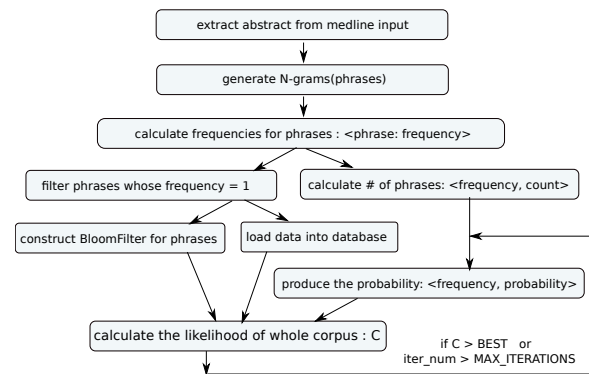 extract abstract from medline input
generate N-grams(phrases)
calculate frequencies for phrases : <phrase: frequency>
filter phrases whose frequency = 1
calculate # of phrases: <frequency, count>
construct BloomFilter for phrases
load data into database
produce the probability: <frequency, probability>
calculate the likelihood of whole corpus : C
if C > BEST or
iter_num > MAX_ITERATIONS